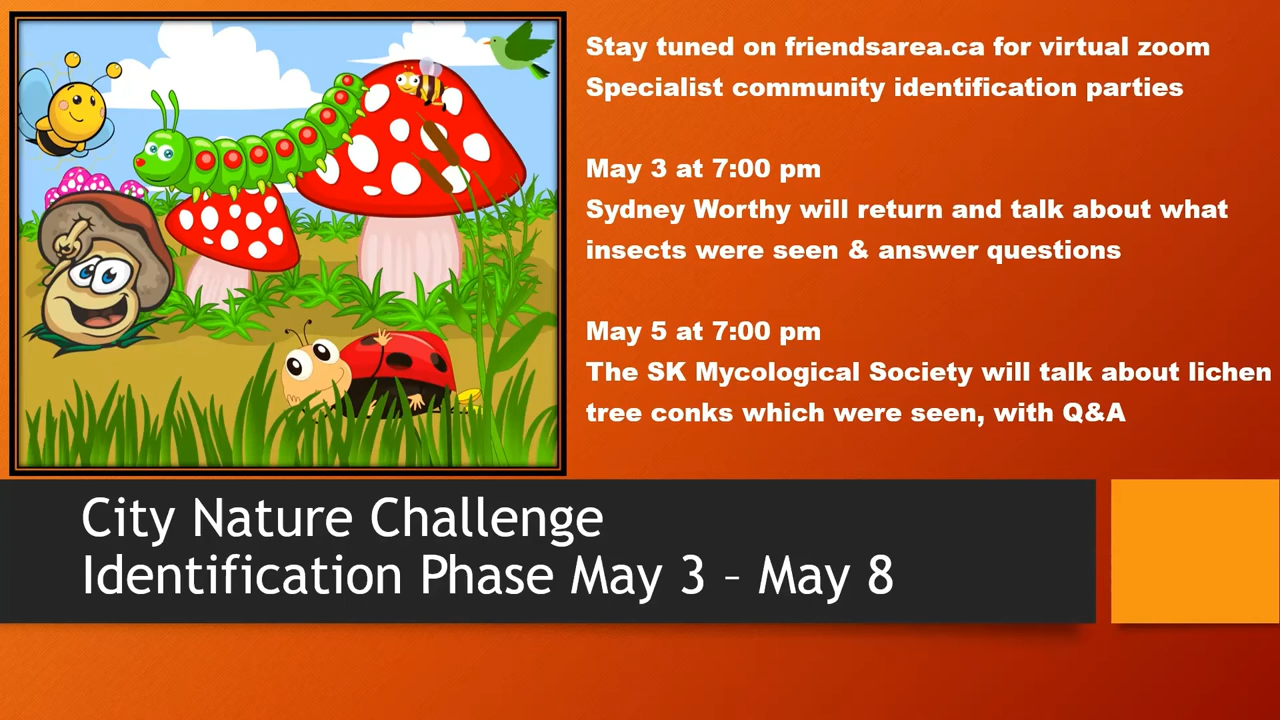 Stay tuned on friendsarea.ca for virtual zoom
Specialist community identification parties
May 3 at 7:00 pm
Sydney Worthy will return and talk about what
insects were seen & answer questions
May 5 at 7:00 pm
The SK Mycological Society will talk about lichen
tree conks which were seen, with Q&A
City Nature Challenge
Identification Phase May 3 – May 8